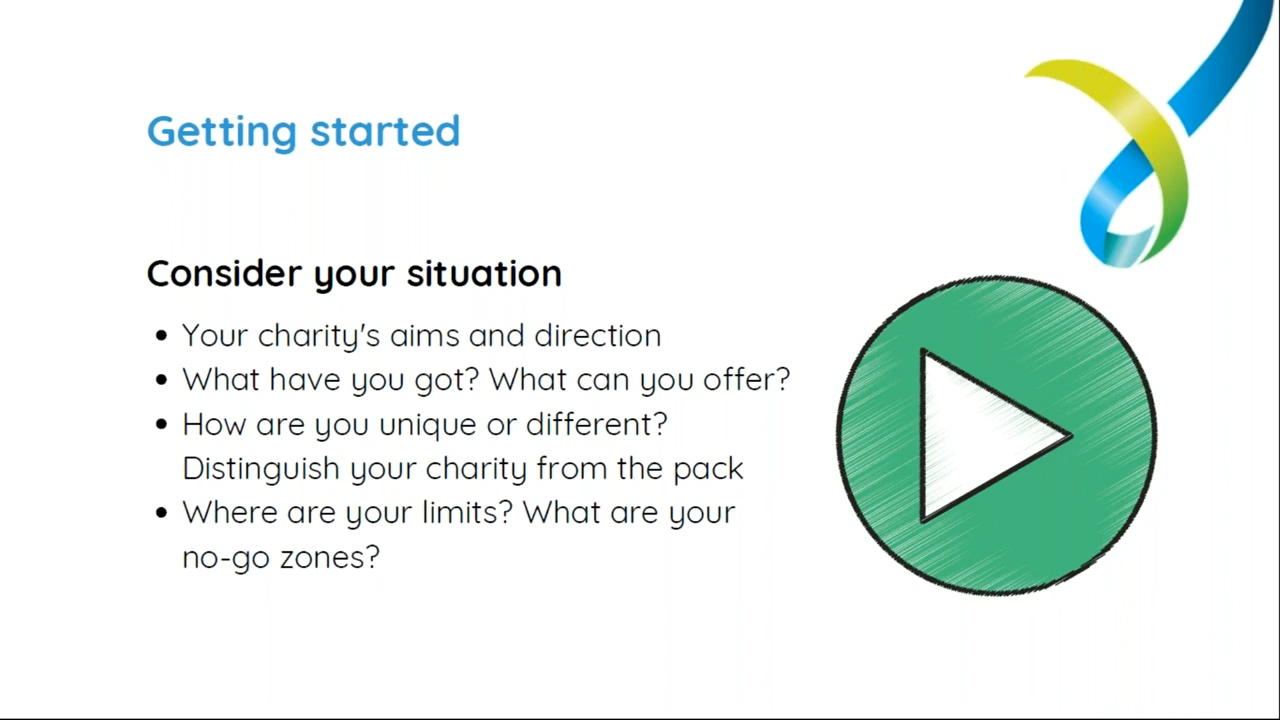 Getting started
Consider your situation
• Your charity's aims and direction
• What have you got? What can you offer?
• How are you unique or different?
Distinguish your charity from the pack
• Where are your limits? What are your
no-go zones?